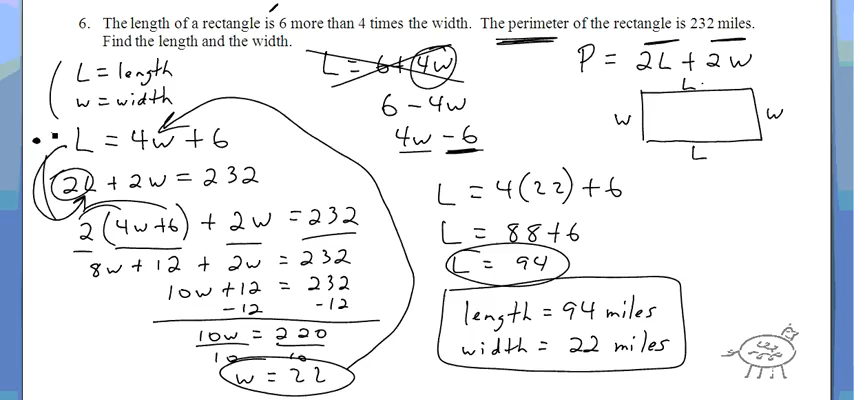 6. The length of a rectangle is 6 more than 4 times the width. The perimeter of the rectangle is 232 miles.
Find the length and the width.
L = length
w = width
L = 6 + 4w
6 - 4w
4w - 6
P = 2L + 2w
L
w
w
L
L = 4w + 6
2l + 2w = 232
2(4w+6) + 2w = 232
8w + 12 + 2w = 232
10w + 12 = 232
-12 -12
10w = 220
10 10
w = 22
L = 4(22) + 6
L = 88 + 6
L = 94
length = 94 miles
width = 22 miles